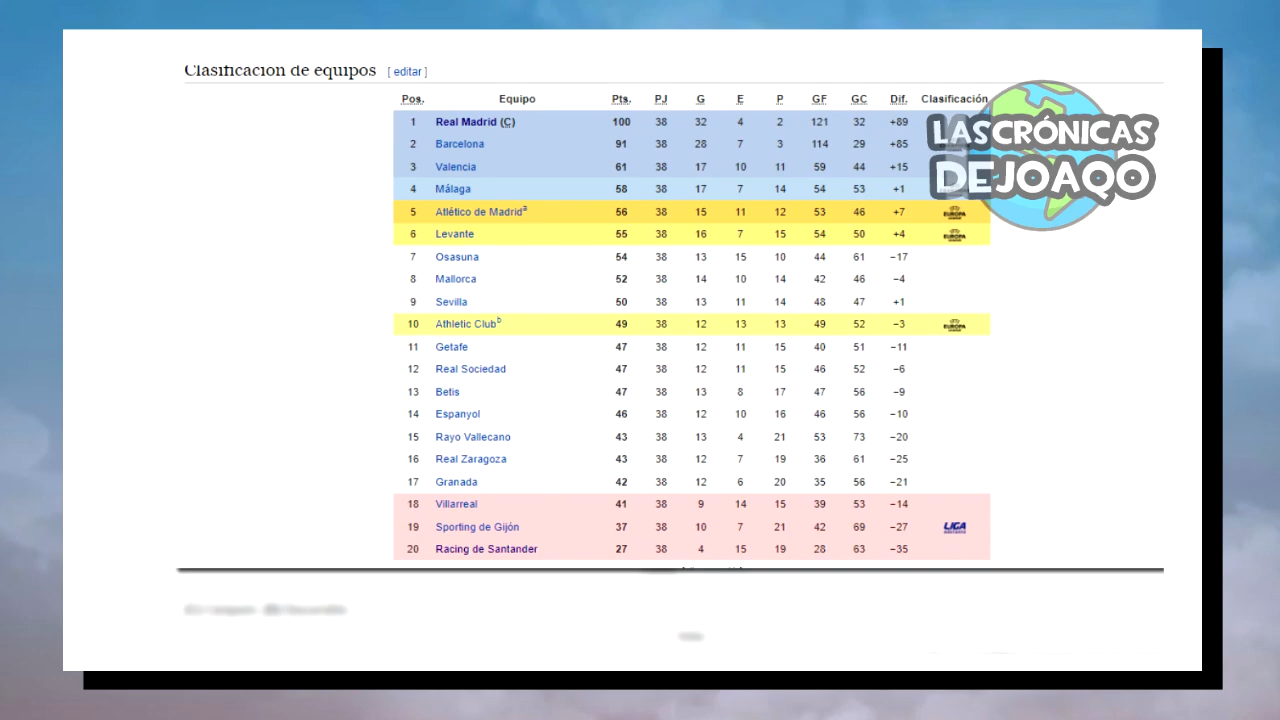 Clasificación de equipos [ editar ]
Pos. Equipo Pts. PJ G E P GF GC Dif. Clasificación
1 Real Madrid (C) 100 38 32 4 2 121 32 +89
2 Barcelona 91 38 28 7 3 114 29 +85
3 Valencia 61 38 17 10 11 59 44 +15
4 Málaga 58 38 17 7 14 54 53 +1
5 Atlético de Madrid a 56 38 15 11 12 53 46 +7 EUROPA
6 Levante 55 38 16 7 15 54 50 +4 EUROPA
7 Osasuna 54 38 13 15 10 44 61 −17
8 Mallorca 52 38 14 10 14 42 46 −4
9 Sevilla 50 38 13 11 14 48 47 +1
10 Athletic Club b 49 38 12 13 13 49 52 −3 EUROPA
11 Getafe 47 38 12 11 15 40 51 −11
12 Real Sociedad 47 38 12 11 15 46 52 −6
13 Betis 47 38 13 8 17 47 56 −9
14 Espanyol 46 38 12 10 16 46 56 −10
15 Rayo Vallecano 43 38 13 4 21 53 73 −20
16 Real Zaragoza 43 38 12 7 19 36 61 −25
17 Granada 42 38 12 6 20 35 56 −21
18 Villarreal 41 38 9 14 15 39 53 −14
19 Sporting de Gijón 37 38 10 7 21 42 69 −27 LIGA
20 Racing de Santander 27 38 4 15 19 28 63 −35
LAS CRÓNICAS
DE JOAQO